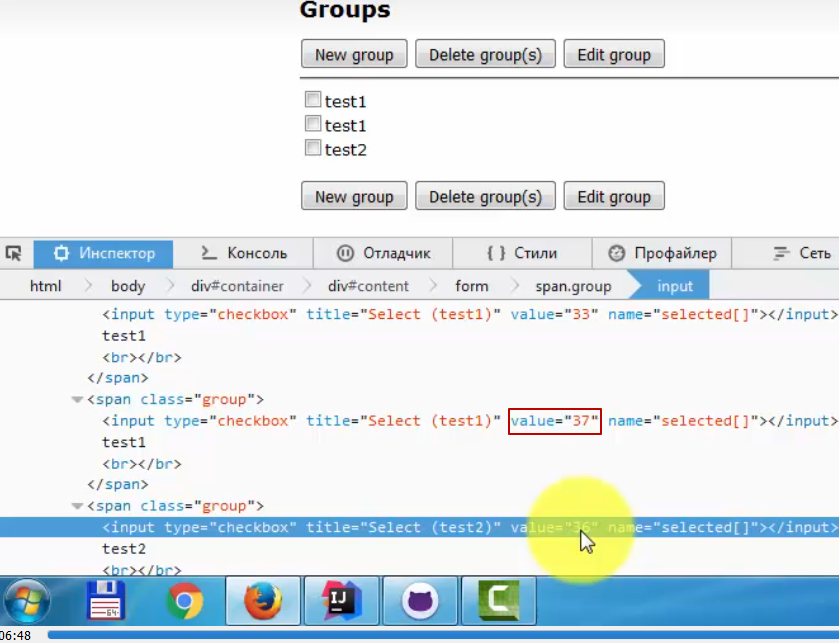 Groups
New group Delete group(s) Edit group
test1
test1
test2
New group Delete group(s) Edit group
Инспектор Консоль Отладчик { } Стили Профайлер Сеть
html body div#container div#content form span.group input
<input type="checkbox" title="Select (test1)" value="33" name="selected[]"></input>
test1
<br></br>
</span>
<span class="group">
<input type="checkbox" title="Select (test1)" value="37" name="selected[]"></input>
test1
<br></br>
</span>
<span class="group">
<input type="checkbox" title="Select (test2)" value="36" name="selected[]"></input>
test2
<br></br>
64 IJ C
06:48